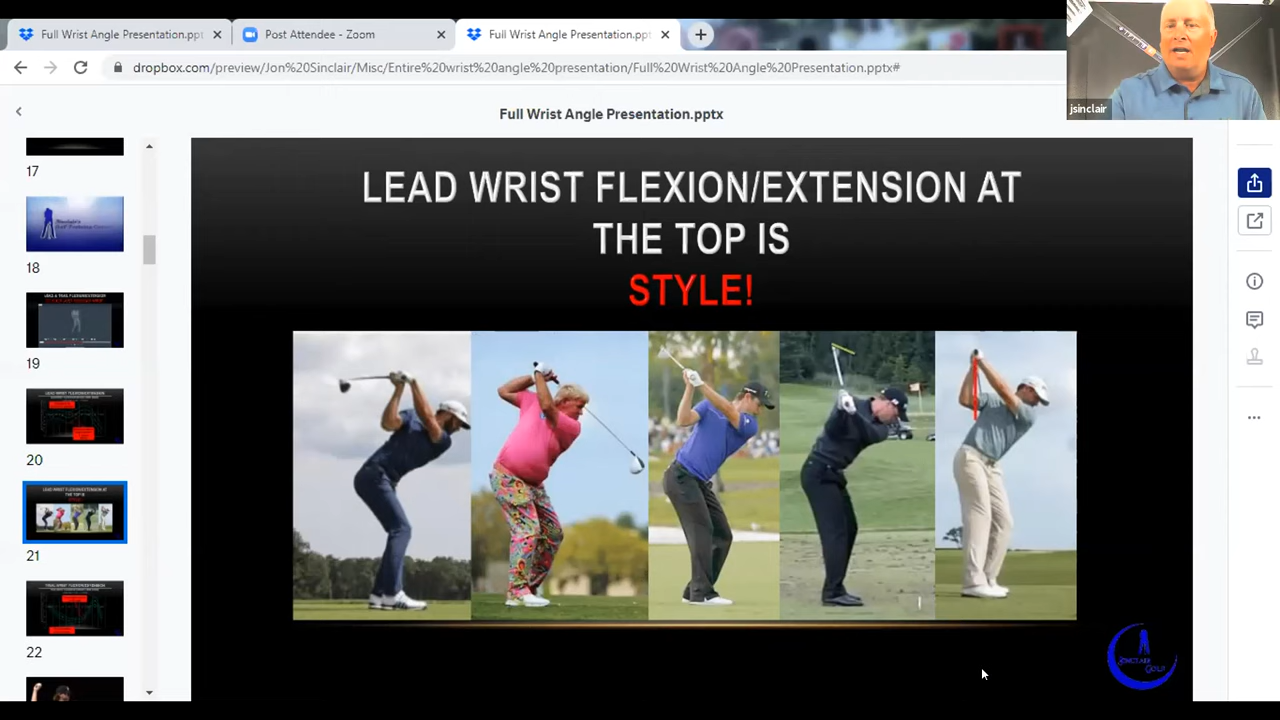 Full Wrist Angle Presentation.ppt
Post Attendee - Zoom
Full Wrist Angle Presentation.ppt
dropbox.com/preview/Jon%20Sinclair/Misc/Entire%20wrist%20angle%20presentation/Full%20Wrist%20Angle%20Presentation.pptx#
jsinclair
Full Wrist Angle Presentation.pptx
17
18
19
20
21
22
LEAD WRIST FLEXION/EXTENSION AT
THE TOP IS
STYLE!
SINCLAIR
GOLF